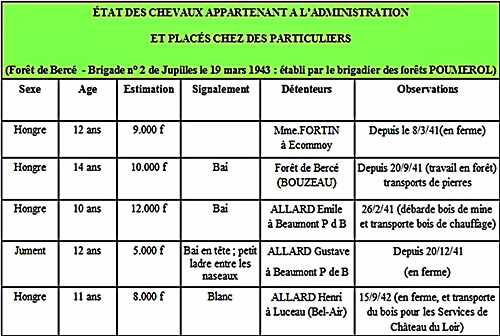 ÉTAT DES CHEVAUX APPARTENANT A L'ADMINISTRATION
ET PLACÉS CHEZ DES PARTICULIERS
(Forêt de Bercé - Brigade nº 2 de Jupilles le 19 mars 1943 : établi par le brigadier des forêts POUMEROL)
Sexe Age Estimation Signalement Détenteurs Observations
Hongre 12 ans 9.000 f Mme.FORTIN Depuis le 8/3/41(en ferme)
à Ecommoy
Hongre 14 ans 10.000 f Bai Forêt de Bercé Depuis 20/9/41 (travail en forêt)
(BOUZEAU) transports de pierres
Hongre 10 ans 12.000 f Bai ALLARD Emile 26/2/41 (débarde bois de mine
à Beaumont P d B et transporte bois de chauffage)
Jument 12 ans 5.000 f Bai en tête ; petit ALLARD Gustave Depuis 20/12/41
ladre entre les
naseaux à Beaumont P de B (en ferme)
Hongre 11 ans 8.000 f Blanc ALLARD Henri 15/9/42 (en ferme, et transporte
à Luceau (Bel-Air) du bois pour les Services de
Château du Loir)